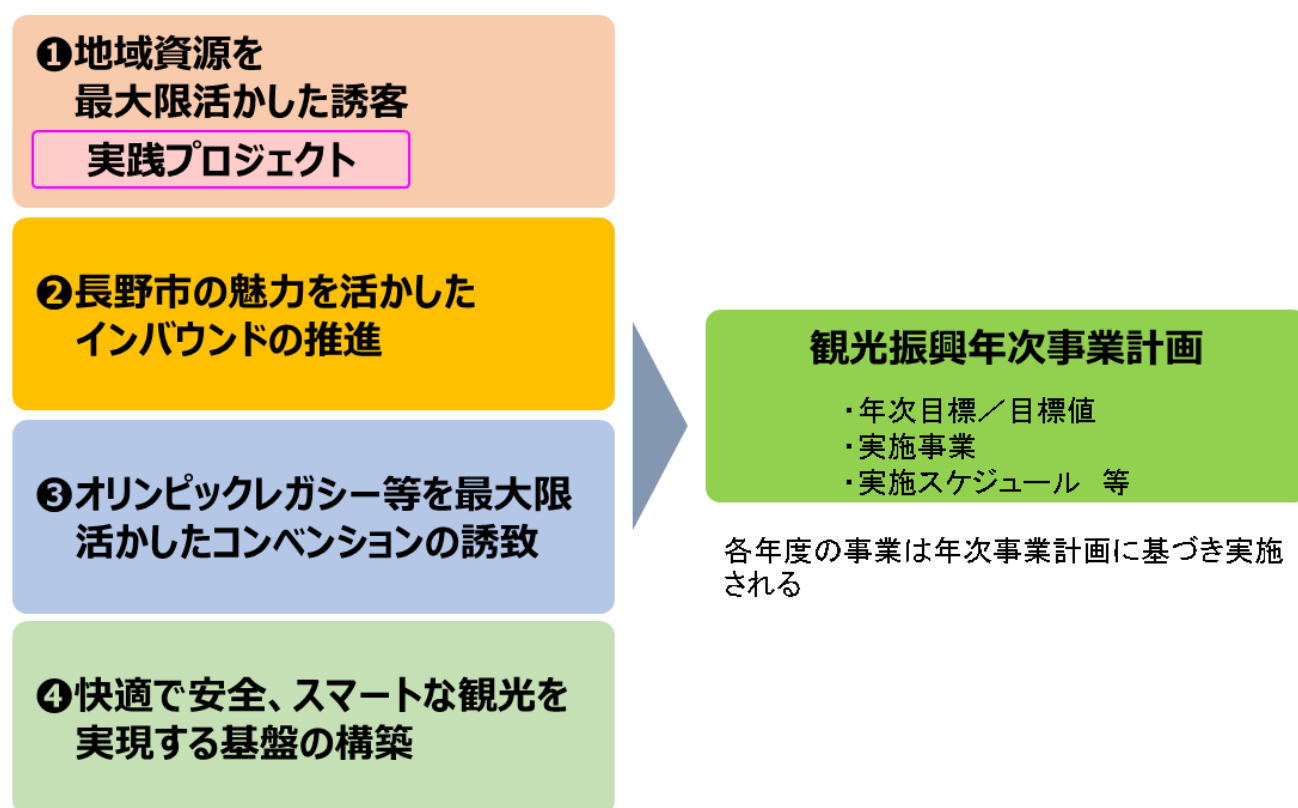 ❶地域資源を
最大限活かした誘客
実践プロジェクト
❷長野市の魅力を活かした
インバウンドの推進
❸オリンピックレガシー等を最大限
活かしたコンベンションの誘致
❹快適で安全、スマートな観光を
実現する基盤の構築
観光振興年次事業計画
・年次目標／目標値
・実施事業
・実施スケジュール　等
各年度の事業は年次事業計画に基づき実施
される